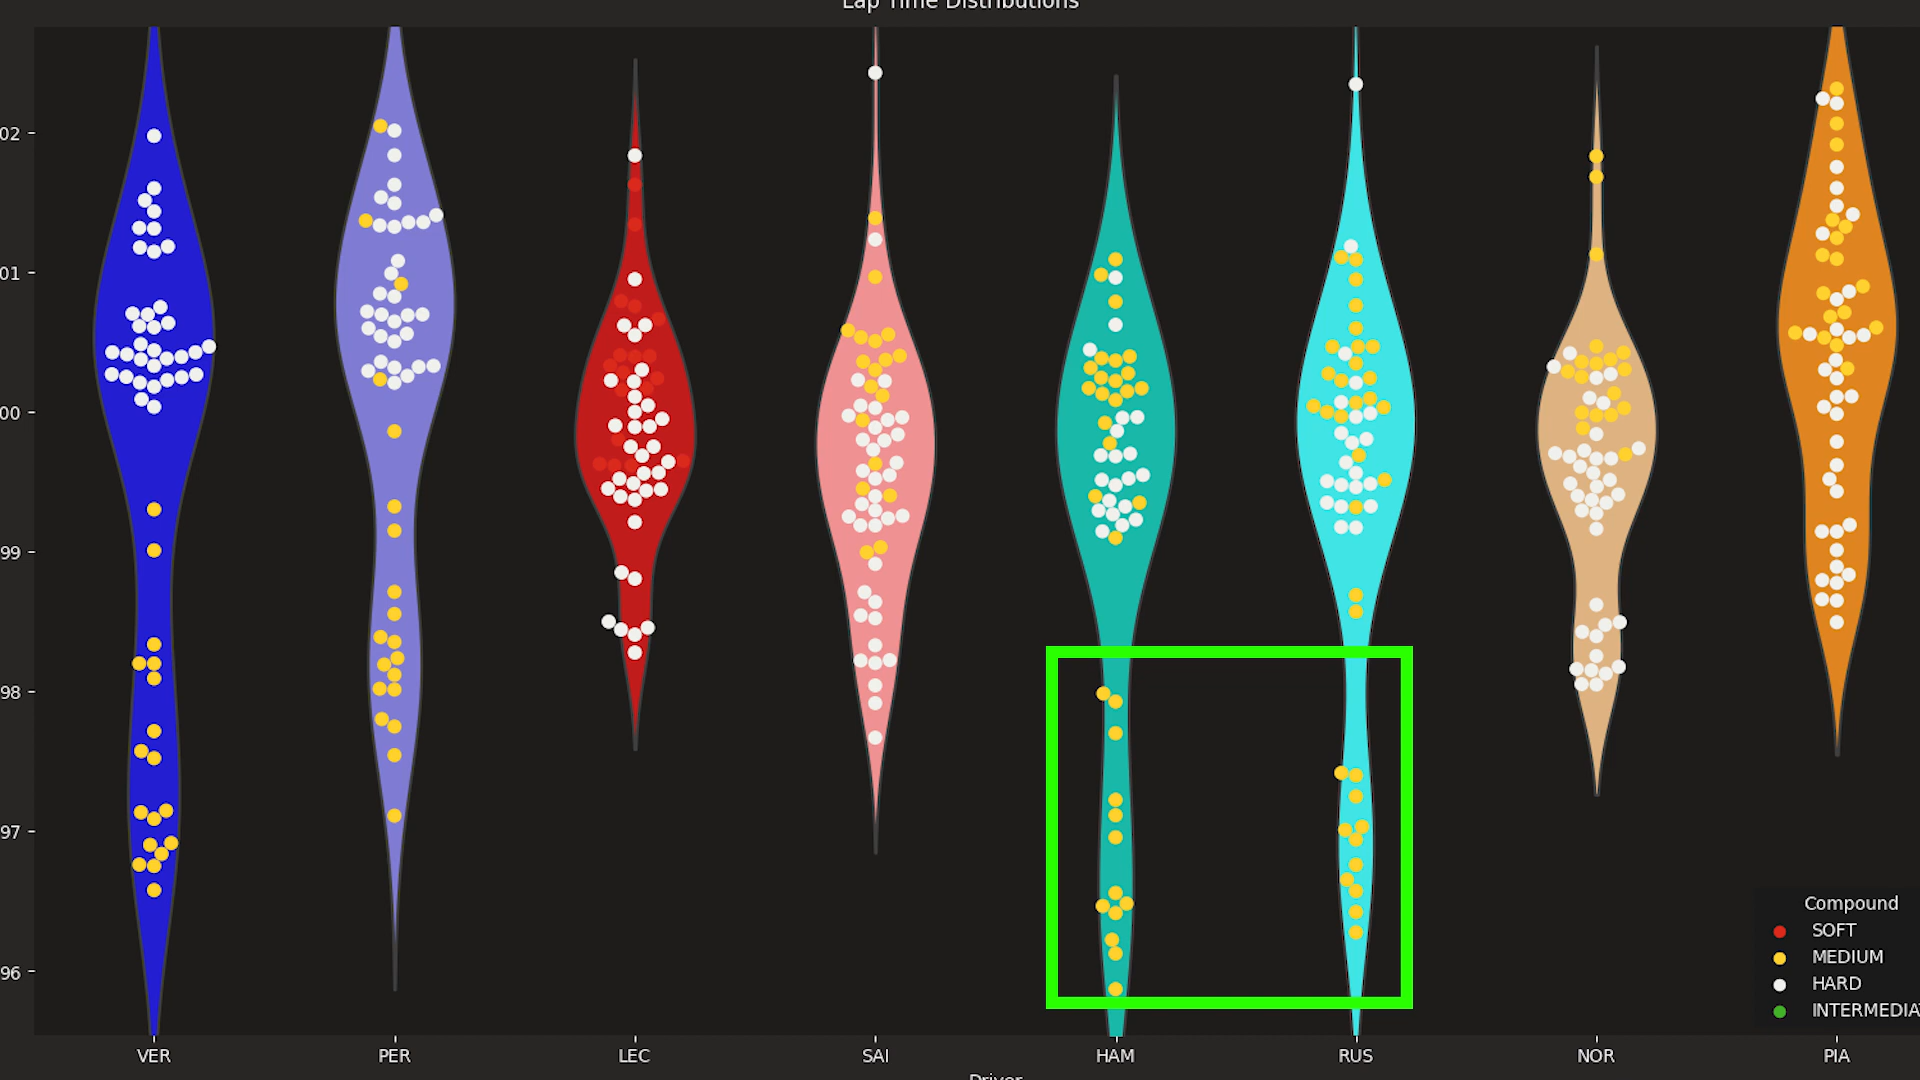 Lap Time Distributions
02
01
00
99
98
97
96
Compound
SOFT
MEDIUM
HARD
INTERMEDIA
VER PER LEC SAI HAM RUS NOR PIA
Driver